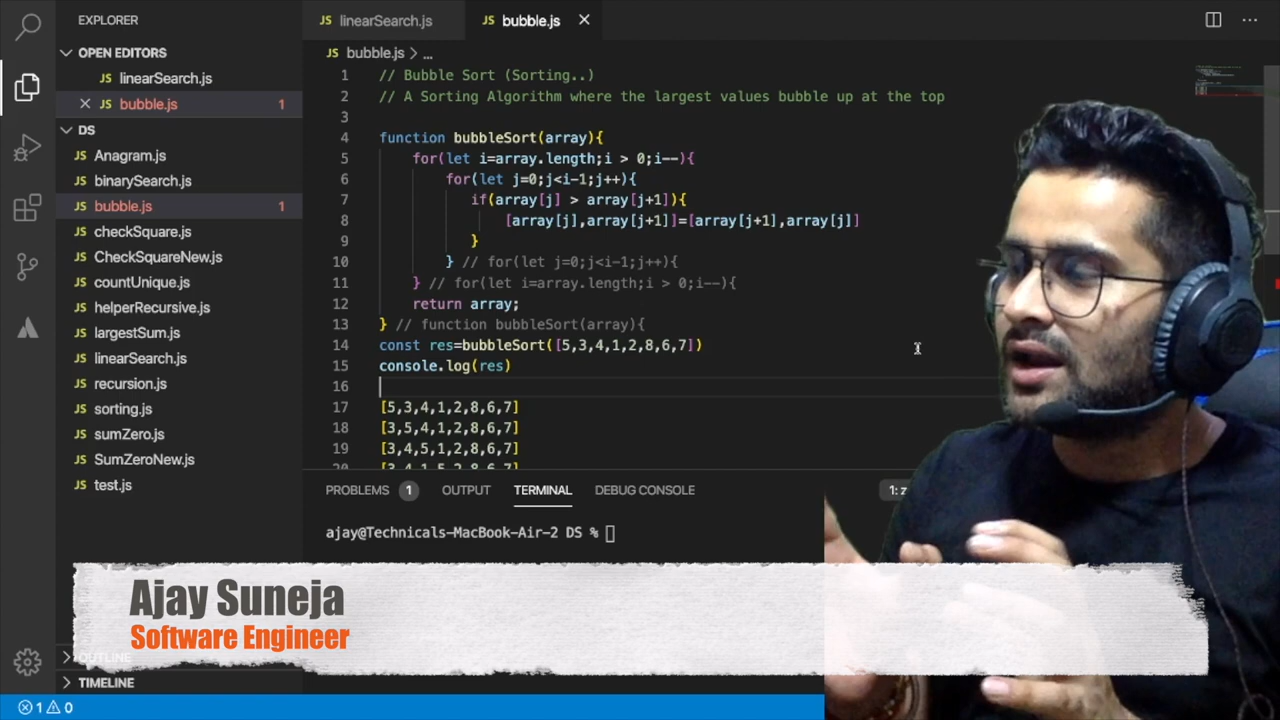 EXPLORER
OPEN EDITORS
JS linearSearch.js
JS bubble.js 1
DS
JS Anagram.js
JS binarySearch.js
JS bubble.js 1
JS checkSquare.js
JS CheckSquareNew.js
JS countUnique.js
JS helperRecursive.js
JS largestSum.js
JS linearSearch.js
JS recursion.js
JS sorting.js
JS sumZero.js
JS SumZeroNew.js
JS test.js
OUTLINE
TIMELINE
JS linearSearch.js
JS bubble.js
JS bubble.js > ...
1 // Bubble Sort (Sorting..)
2 // A Sorting Algorithm where the largest values bubble up at the top
3
4 function bubbleSort(array){
5 for(let i=array.length;i > 0;i--){
6 for(let j=0;j<i-1;j++){
7 if(array[j] > array[j+1]){
8 [array[j],array[j+1]]=[array[j+1],array[j]]
9 }
10 } // for(let j=0;j<i-1;j++){
11 } // for(let i=array.length;i > 0;i--){
12 return array;
13 } // function bubbleSort(array){
14 const res=bubbleSort([5,3,4,1,2,8,6,7])
15 console.log(res)
16
17 [5,3,4,1,2,8,6,7]
18 [3,5,4,1,2,8,6,7]
19 [3,4,5,1,2,8,6,7]
20 [3,4,1,5,2,8,6,7]
PROBLEMS 1 OUTPUT TERMINAL DEBUG CONSOLE 1: z
ajay@Technicals-MacBook-Air-2 DS %
Ajay Suneja
Software Engineer
1 0